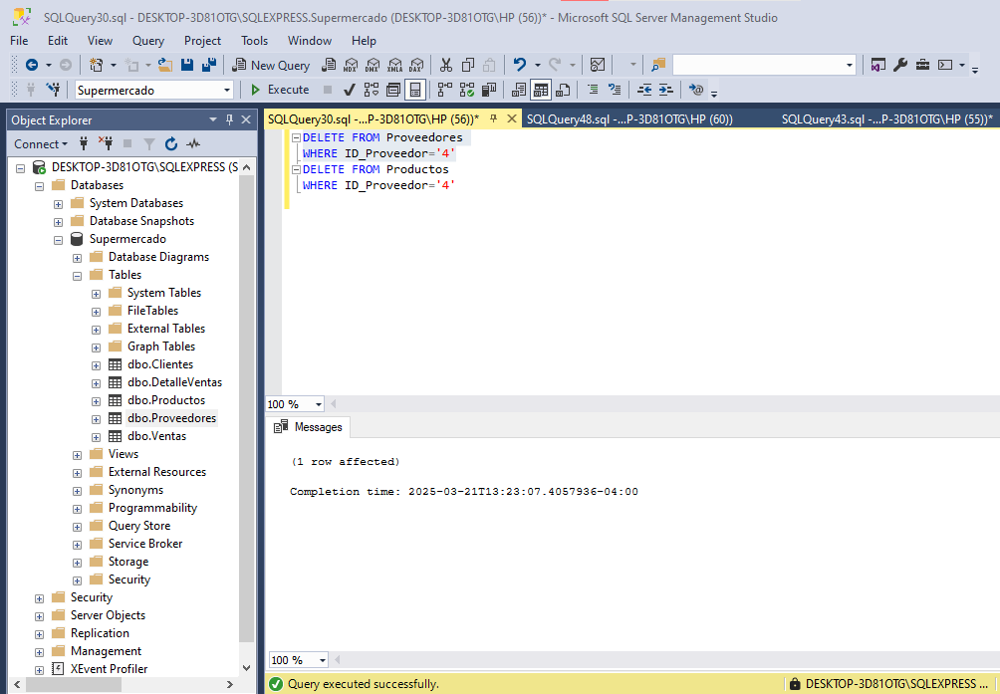 SQLQuery30.sql - DESKTOP-3D81OTG\SQLEXPRESS.Supermercado (DESKTOP-3D81OTG\HP (56))* - Microsoft SQL Server Management Studio
File Edit View Query Project Tools Window Help
New Query MDX DMX XMLA DAX
Supermercado Execute
Object Explorer
Connect
DESKTOP-3D81OTG\SQLEXPRESS (S
Databases
System Databases
Database Snapshots
Supermercado
Database Diagrams
Tables
System Tables
FileTables
External Tables
Graph Tables
dbo.Clientes
dbo.DetalleVentas
dbo.Productos
dbo.Proveedores
dbo.Ventas
Views
External Resources
Synonyms
Programmability
Query Store
Service Broker
Storage
Security
Security
Server Objects
Replication
Management
XEvent Profiler
SQLQuery30.sql -...P-3D81OTG\HP (56))* SQLQuery48.sql -...P-3D81OTG\HP (60)) SQLQuery43.sql -...P-3D81OTG\HP (55))*
DELETE FROM Proveedores
WHERE ID_Proveedor='4'
DELETE FROM Productos
WHERE ID_Proveedor='4'
100 %
Messages
(1 row affected)
Completion time: 2025-03-21T13:23:07.4057936-04:00
100 %
Query executed successfully. DESKTOP-3D81OTG\SQLEXPRESS ...